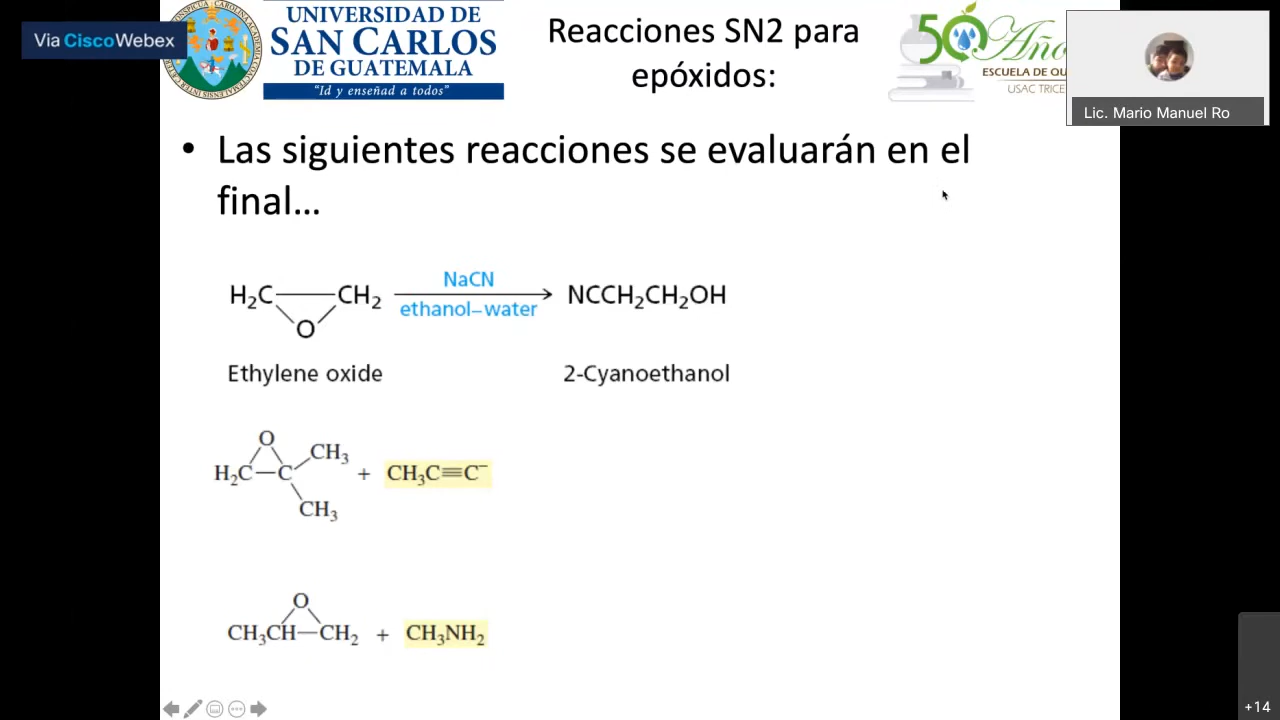 Via CiscoWebex
UNIVERSIDAD DE
SAN CARLOS
DE GUATEMALA
"Id y enseñad a todos"
Reacciones SN2 para
epóxidos:
50 Año
ESCUELA DE QU
USAC TRICE
Lic. Mario Manuel Ro
• Las siguientes reacciones se evaluarán en el
final...
NaCN
H₂C CH₂ ethanol–water NCCH₂CH₂OH
O
Ethylene oxide 2-Cyanoethanol
O
CH₃
H₂C—C + CH₃C≡C⁻
CH₃
O
CH₃CH—CH₂ + CH₃NH₂
+14